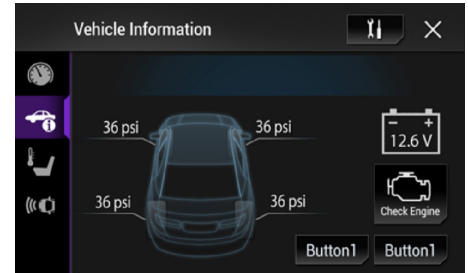 Vehicle Information
36 psi
36 psi
- +
12.6 V
36 psi
36 psi
Check Engine
Button1
Button1